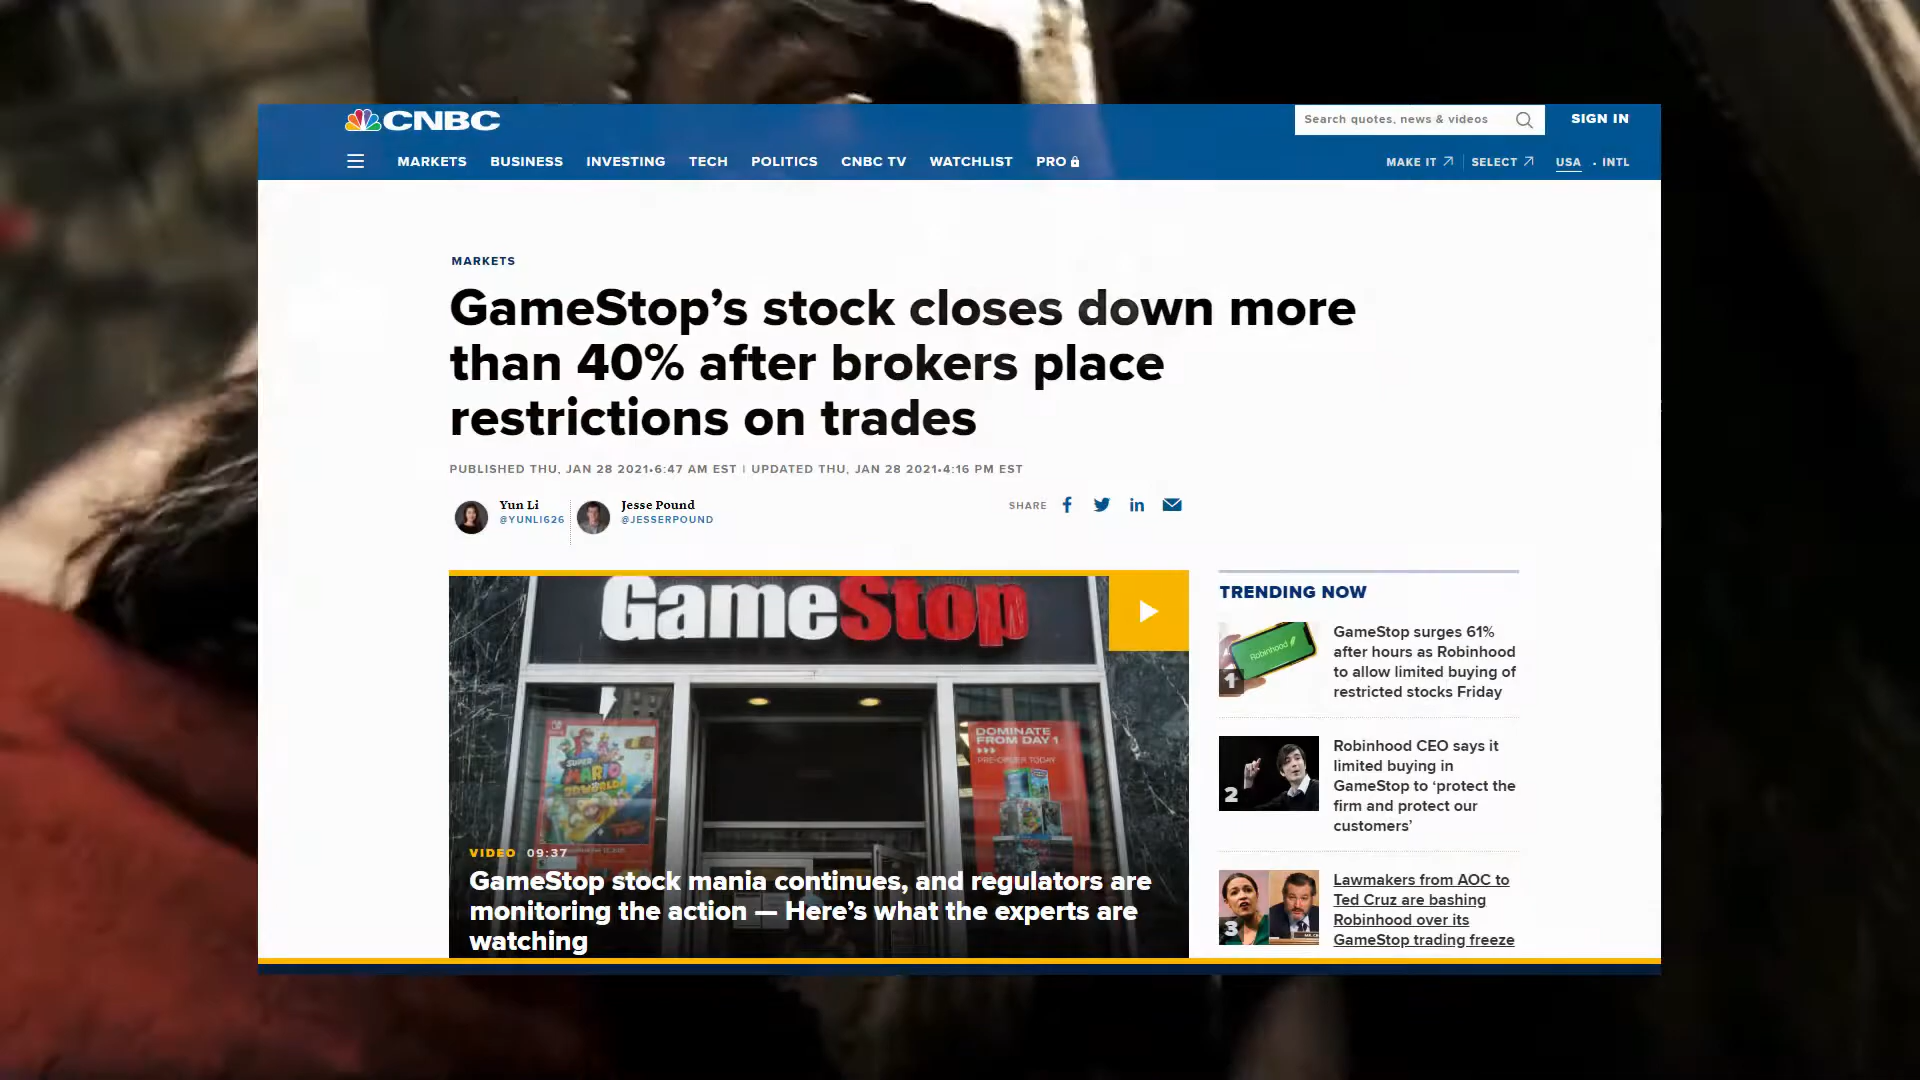 CNBC
Search quotes, news & videos
SIGN IN
MARKETS BUSINESS INVESTING TECH POLITICS CNBC TV WATCHLIST PRO
MAKE IT SELECT USA • INTL
MARKETS
GameStop’s stock closes down more
than 40% after brokers place
restrictions on trades
PUBLISHED THU, JAN 28 2021•6:47 AM EST | UPDATED THU, JAN 28 2021•4:16 PM EST
Yun Li
@YUNLI626
Jesse Pound
@JESSERPOUND
SHARE
GameStop
SUPER
MARIO
3D WORLD
DOMINATE
FROM DAY 1
PRE-ORDER TODAY
VIDEO 09:37
GameStop stock mania continues, and regulators are
monitoring the action — Here’s what the experts are
watching
TRENDING NOW
Robinhood
1
GameStop surges 61%
after hours as Robinhood
to allow limited buying of
restricted stocks Friday
2
Robinhood CEO says it
limited buying in
GameStop to ‘protect the
firm and protect our
customers’
3
Lawmakers from AOC to
Ted Cruz are bashing
Robinhood over its
GameStop trading freeze